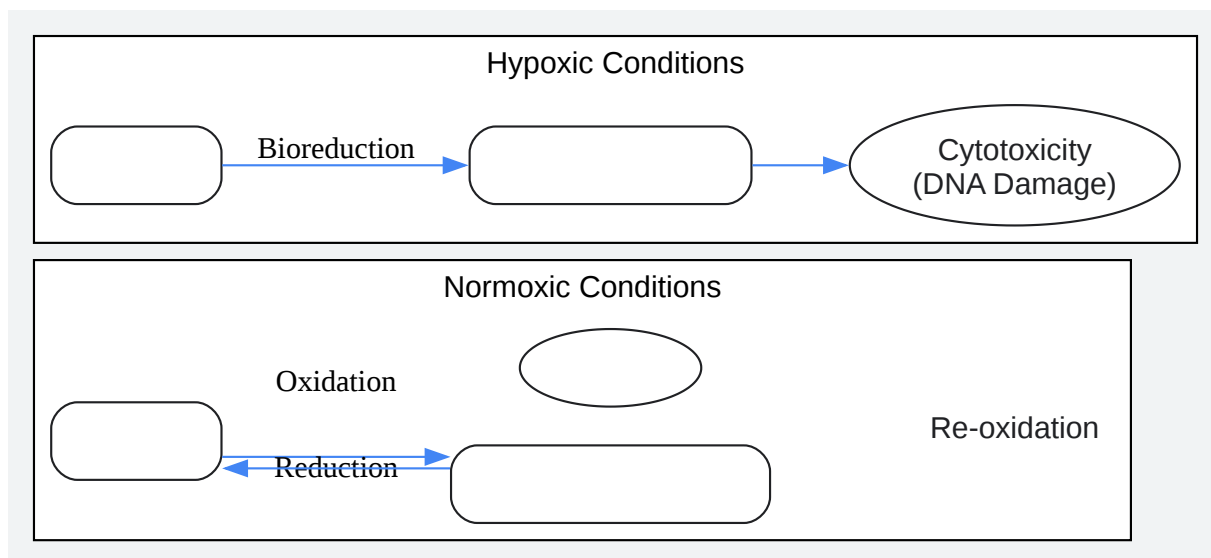 Hypoxic Conditions
Bioreduction
Cytotoxicity
(DNA Damage)
Normoxic Conditions
Oxidation
Re-oxidation
Reduction